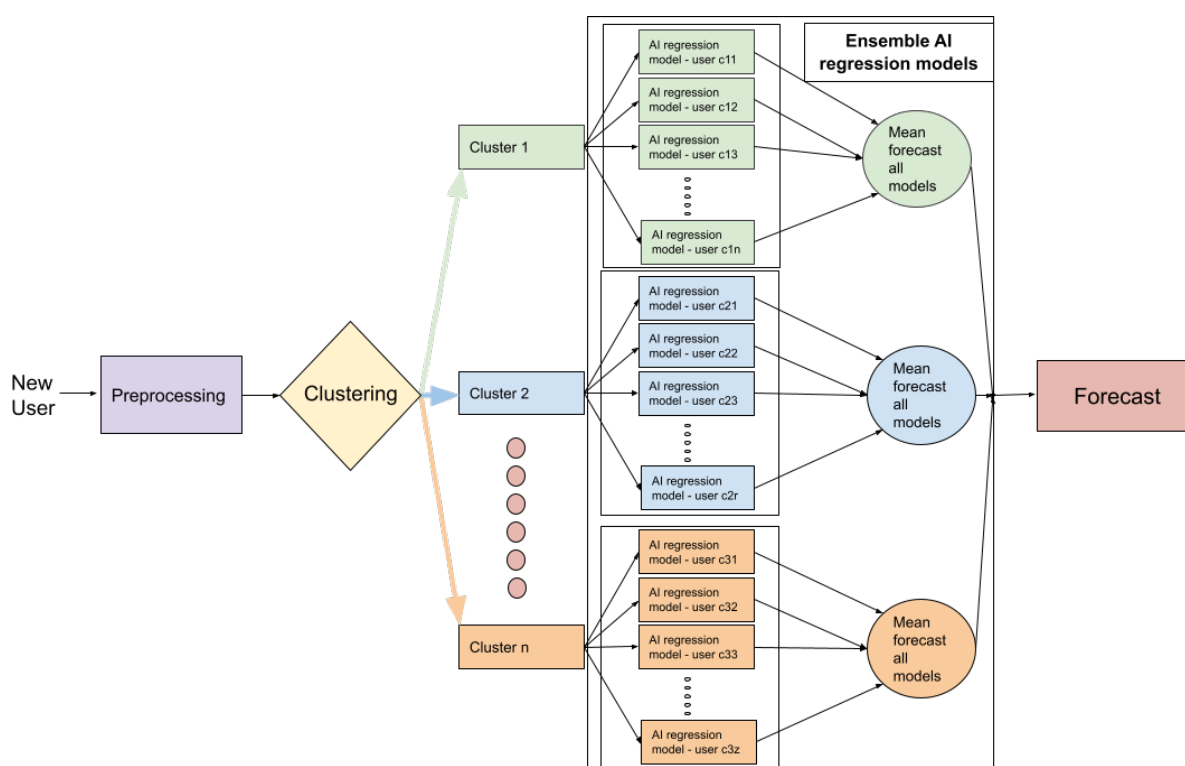 Ensemble AI
regression models
AI regression
model - user c11
AI regression
model - user c12
AI regression
model - user c13
AI regression
model - user c1n
Cluster 1
Mean
forecast
all
models
New
User
Preprocessing
Clustering
Cluster 2
AI regression
model - user c21
AI regression
model - user c22
AI regression
model - user c23
AI regression
model - user c2r
Mean
forecast
all
models
Forecast
Cluster n
AI regression
model - user c31
AI regression
model - user c32
AI regression
model - user c33
AI regression
model - user c3z
Mean
forecast
all
models